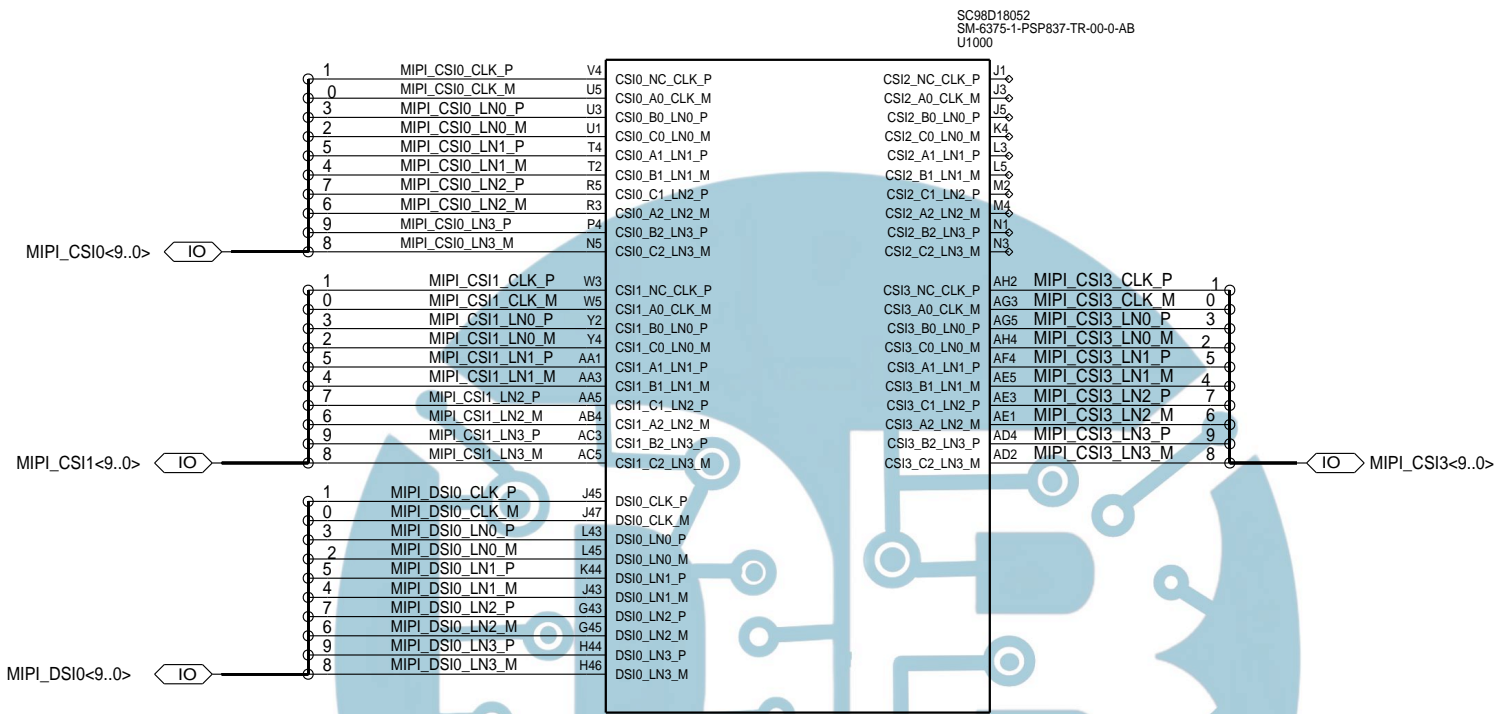 SC98D18052
SM-6375-1-PSP837-TR-00-0-AB
U1000
1 MIPI_CSI0_CLK_P V4 CSI0_NC_CLK_P CSI2_NC_CLK_P J1
0 MIPI_CSI0_CLK_M U5 CSI0_A0_CLK_M CSI2_A0_CLK_M J3
3 MIPI_CSI0_LN0_P U3 CSI0_B0_LN0_P CSI2_B0_LN0_P J5
2 MIPI_CSI0_LN0_M U1 CSI0_C0_LN0_M CSI2_C0_LN0_M K4
5 MIPI_CSI0_LN1_P T4 CSI0_A1_LN1_P CSI2_A1_LN1_P L3
4 MIPI_CSI0_LN1_M T2 CSI0_B1_LN1_M CSI2_B1_LN1_M L5
7 MIPI_CSI0_LN2_P R5 CSI0_C1_LN2_P CSI2_C1_LN2_P M2
6 MIPI_CSI0_LN2_M R3 CSI0_A2_LN2_M CSI2_A2_LN2_M M4
9 MIPI_CSI0_LN3_P P4 CSI0_B2_LN3_P CSI2_B2_LN3_P N1
8 MIPI_CSI0_LN3_M N5 CSI0_C2_LN3_M CSI2_C2_LN3_M N3
MIPI_CSI0<9..0> IO
1 MIPI_CSI1_CLK_P W3 CSI1_NC_CLK_P CSI3_NC_CLK_P AH2 MIPI_CSI3_CLK_P 1
0 MIPI_CSI1_CLK_M W5 CSI1_A0_CLK_M CSI3_A0_CLK_M AG3 MIPI_CSI3_CLK_M 0
3 MIPI_CSI1_LN0_P Y2 CSI1_B0_LN0_P CSI3_B0_LN0_P AG5 MIPI_CSI3_LN0_P 3
2 MIPI_CSI1_LN0_M Y4 CSI1_C0_LN0_M CSI3_C0_LN0_M AH4 MIPI_CSI3_LN0_M 2
5 MIPI_CSI1_LN1_P AA1 CSI1_A1_LN1_P CSI3_A1_LN1_P AF4 MIPI_CSI3_LN1_P 5
4 MIPI_CSI1_LN1_M AA3 CSI1_B1_LN1_M CSI3_B1_LN1_M AE5 MIPI_CSI3_LN1_M 4
7 MIPI_CSI1_LN2_P AA5 CSI1_C1_LN2_P CSI3_C1_LN2_P AE3 MIPI_CSI3_LN2_P 7
6 MIPI_CSI1_LN2_M AB4 CSI1_A2_LN2_M CSI3_A2_LN2_M AE1 MIPI_CSI3_LN2_M 6
9 MIPI_CSI1_LN3_P AC3 CSI1_B2_LN3_P CSI3_B2_LN3_P AD4 MIPI_CSI3_LN3_P 9
8 MIPI_CSI1_LN3_M AC5 CSI1_C2_LN3_M CSI3_C2_LN3_M AD2 MIPI_CSI3_LN3_M 8
MIPI_CSI1<9..0> IO IO MIPI_CSI3<9..0>
1 MIPI_DSI0_CLK_P J45 DSI0_CLK_P
0 MIPI_DSI0_CLK_M J47 DSI0_CLK_M
3 MIPI_DSI0_LN0_P L43 DSI0_LN0_P
2 MIPI_DSI0_LN0_M L45 DSI0_LN0_M
5 MIPI_DSI0_LN1_P K44 DSI0_LN1_P
4 MIPI_DSI0_LN1_M J43 DSI0_LN1_M
7 MIPI_DSI0_LN2_P G43 DSI0_LN2_P
6 MIPI_DSI0_LN2_M G45 DSI0_LN2_M
9 MIPI_DSI0_LN3_P H44 DSI0_LN3_P
8 MIPI_DSI0_LN3_M H46 DSI0_LN3_M
MIPI_DSI0<9..0> IO